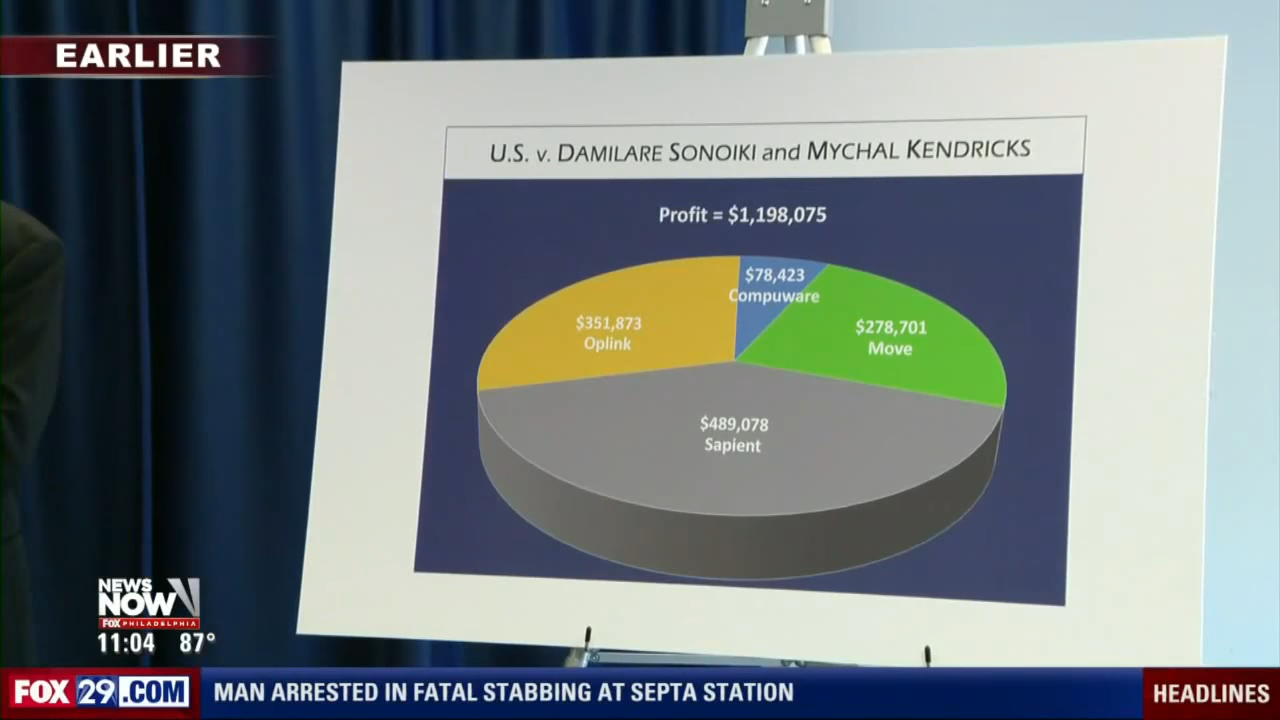 EARLIER
U.S. v. DAMILARE SONOIKI and MYCHAL KENDRICKS
Profit = $1,198,075
$78,423
Compuware
$351,873
Oplink
$278,701
Move
$489,078
Sapient
NEWS
NOW
FOX PHILADELPHIA
11:04 87°
FOX 29.COM MAN ARRESTED IN FATAL STABBING AT SEPTA STATION HEADLINES